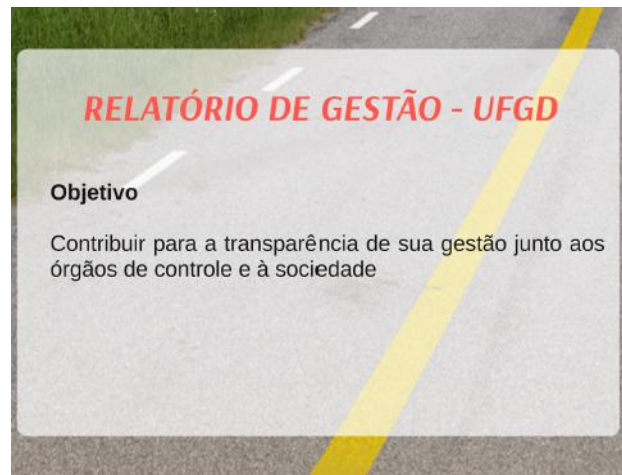 RELATÓRIO DE GESTÃO - UFGD
Objetivo
Contribuir para a transparência de sua gestão junto aos
órgãos de controle e à sociedade